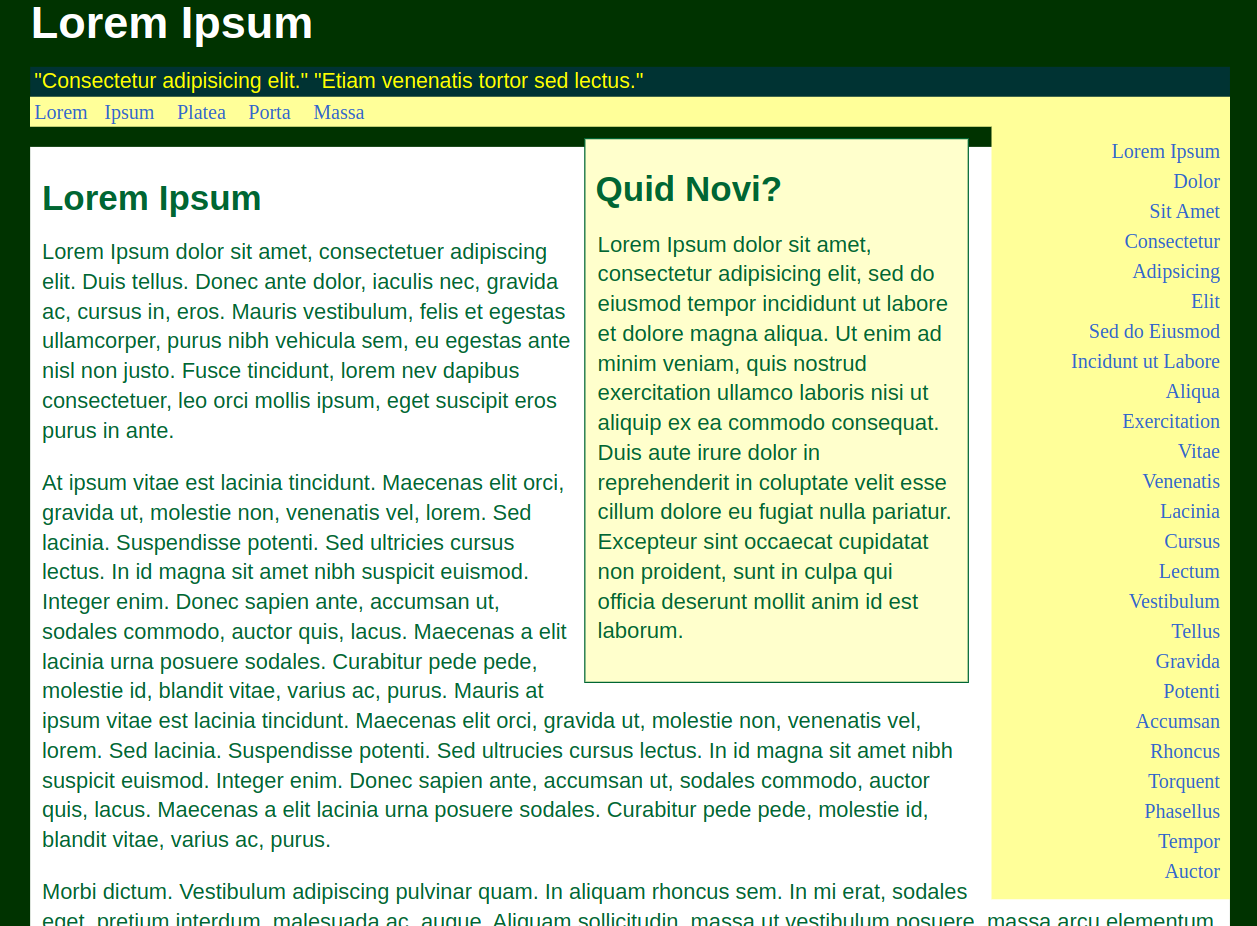 Lorem Ipsum
"Consectetur adipisicing elit." "Etiam venenatis tortor sed lectus."
Lorem Ipsum Platea Porta Massa
Lorem Ipsum
Lorem Ipsum dolor sit amet, consectetuer adipiscing
elit. Duis tellus. Donec ante dolor, iaculis nec, gravida
ac, cursus in, eros. Mauris vestibulum, felis et egestas
ullamcorper, purus nibh vehicula sem, eu egestas ante
nisl non justo. Fusce tincidunt, lorem nev dapibus
consectetuer, leo orci mollis ipsum, eget suscipit eros
purus in ante.
At ipsum vitae est lacinia tincidunt. Maecenas elit orci,
gravida ut, molestie non, venenatis vel, lorem. Sed
lacinia. Suspendisse potenti. Sed ultricies cursus
lectus. In id magna sit amet nibh suspicit euismod.
Integer enim. Donec sapien ante, accumsan ut,
sodales commodo, auctor quis, lacus. Maecenas a elit
lacinia urna posuere sodales. Curabitur pede pede,
molestie id, blandit vitae, varius ac, purus. Mauris at
ipsum vitae est lacinia tincidunt. Maecenas elit orci, gravida ut, molestie non, venenatis vel,
lorem. Sed lacinia. Suspendisse potenti. Sed ultrucies cursus lectus. In id magna sit amet nibh
suspicit euismod. Integer enim. Donec sapien ante, accumsan ut, sodales commodo, auctor
quis, lacus. Maecenas a elit lacinia urna posuere sodales. Curabitur pede pede, molestie id,
blandit vitae, varius ac, purus.
Morbi dictum. Vestibulum adipiscing pulvinar quam. In aliquam rhoncus sem. In mi erat, sodales
eget, pretium interdum, malesuada ac, augue. Aliquam sollicitudin, massa ut vestibulum posuere, massa arcu elementum
Quid Novi?
Lorem Ipsum dolor sit amet,
consectetur adipisicing elit, sed do
eiusmod tempor incididunt ut labore
et dolore magna aliqua. Ut enim ad
minim veniam, quis nostrud
exercitation ullamco laboris nisi ut
aliquip ex ea commodo consequat.
Duis aute irure dolor in
reprehenderit in coluptate velit esse
cillum dolore eu fugiat nulla pariatur.
Excepteur sint occaecat cupidatat
non proident, sunt in culpa qui
officia deserunt mollit anim id est
laborum.
Lorem Ipsum
Dolor
Sit Amet
Consectetur
Adipsicing
Elit
Sed do Eiusmod
Incidunt ut Labore
Aliqua
Exercitation
Vitae
Venenatis
Lacinia
Cursus
Lectum
Vestibulum
Tellus
Gravida
Potenti
Accumsan
Rhoncus
Torquent
Phasellus
Tempor
Auctor